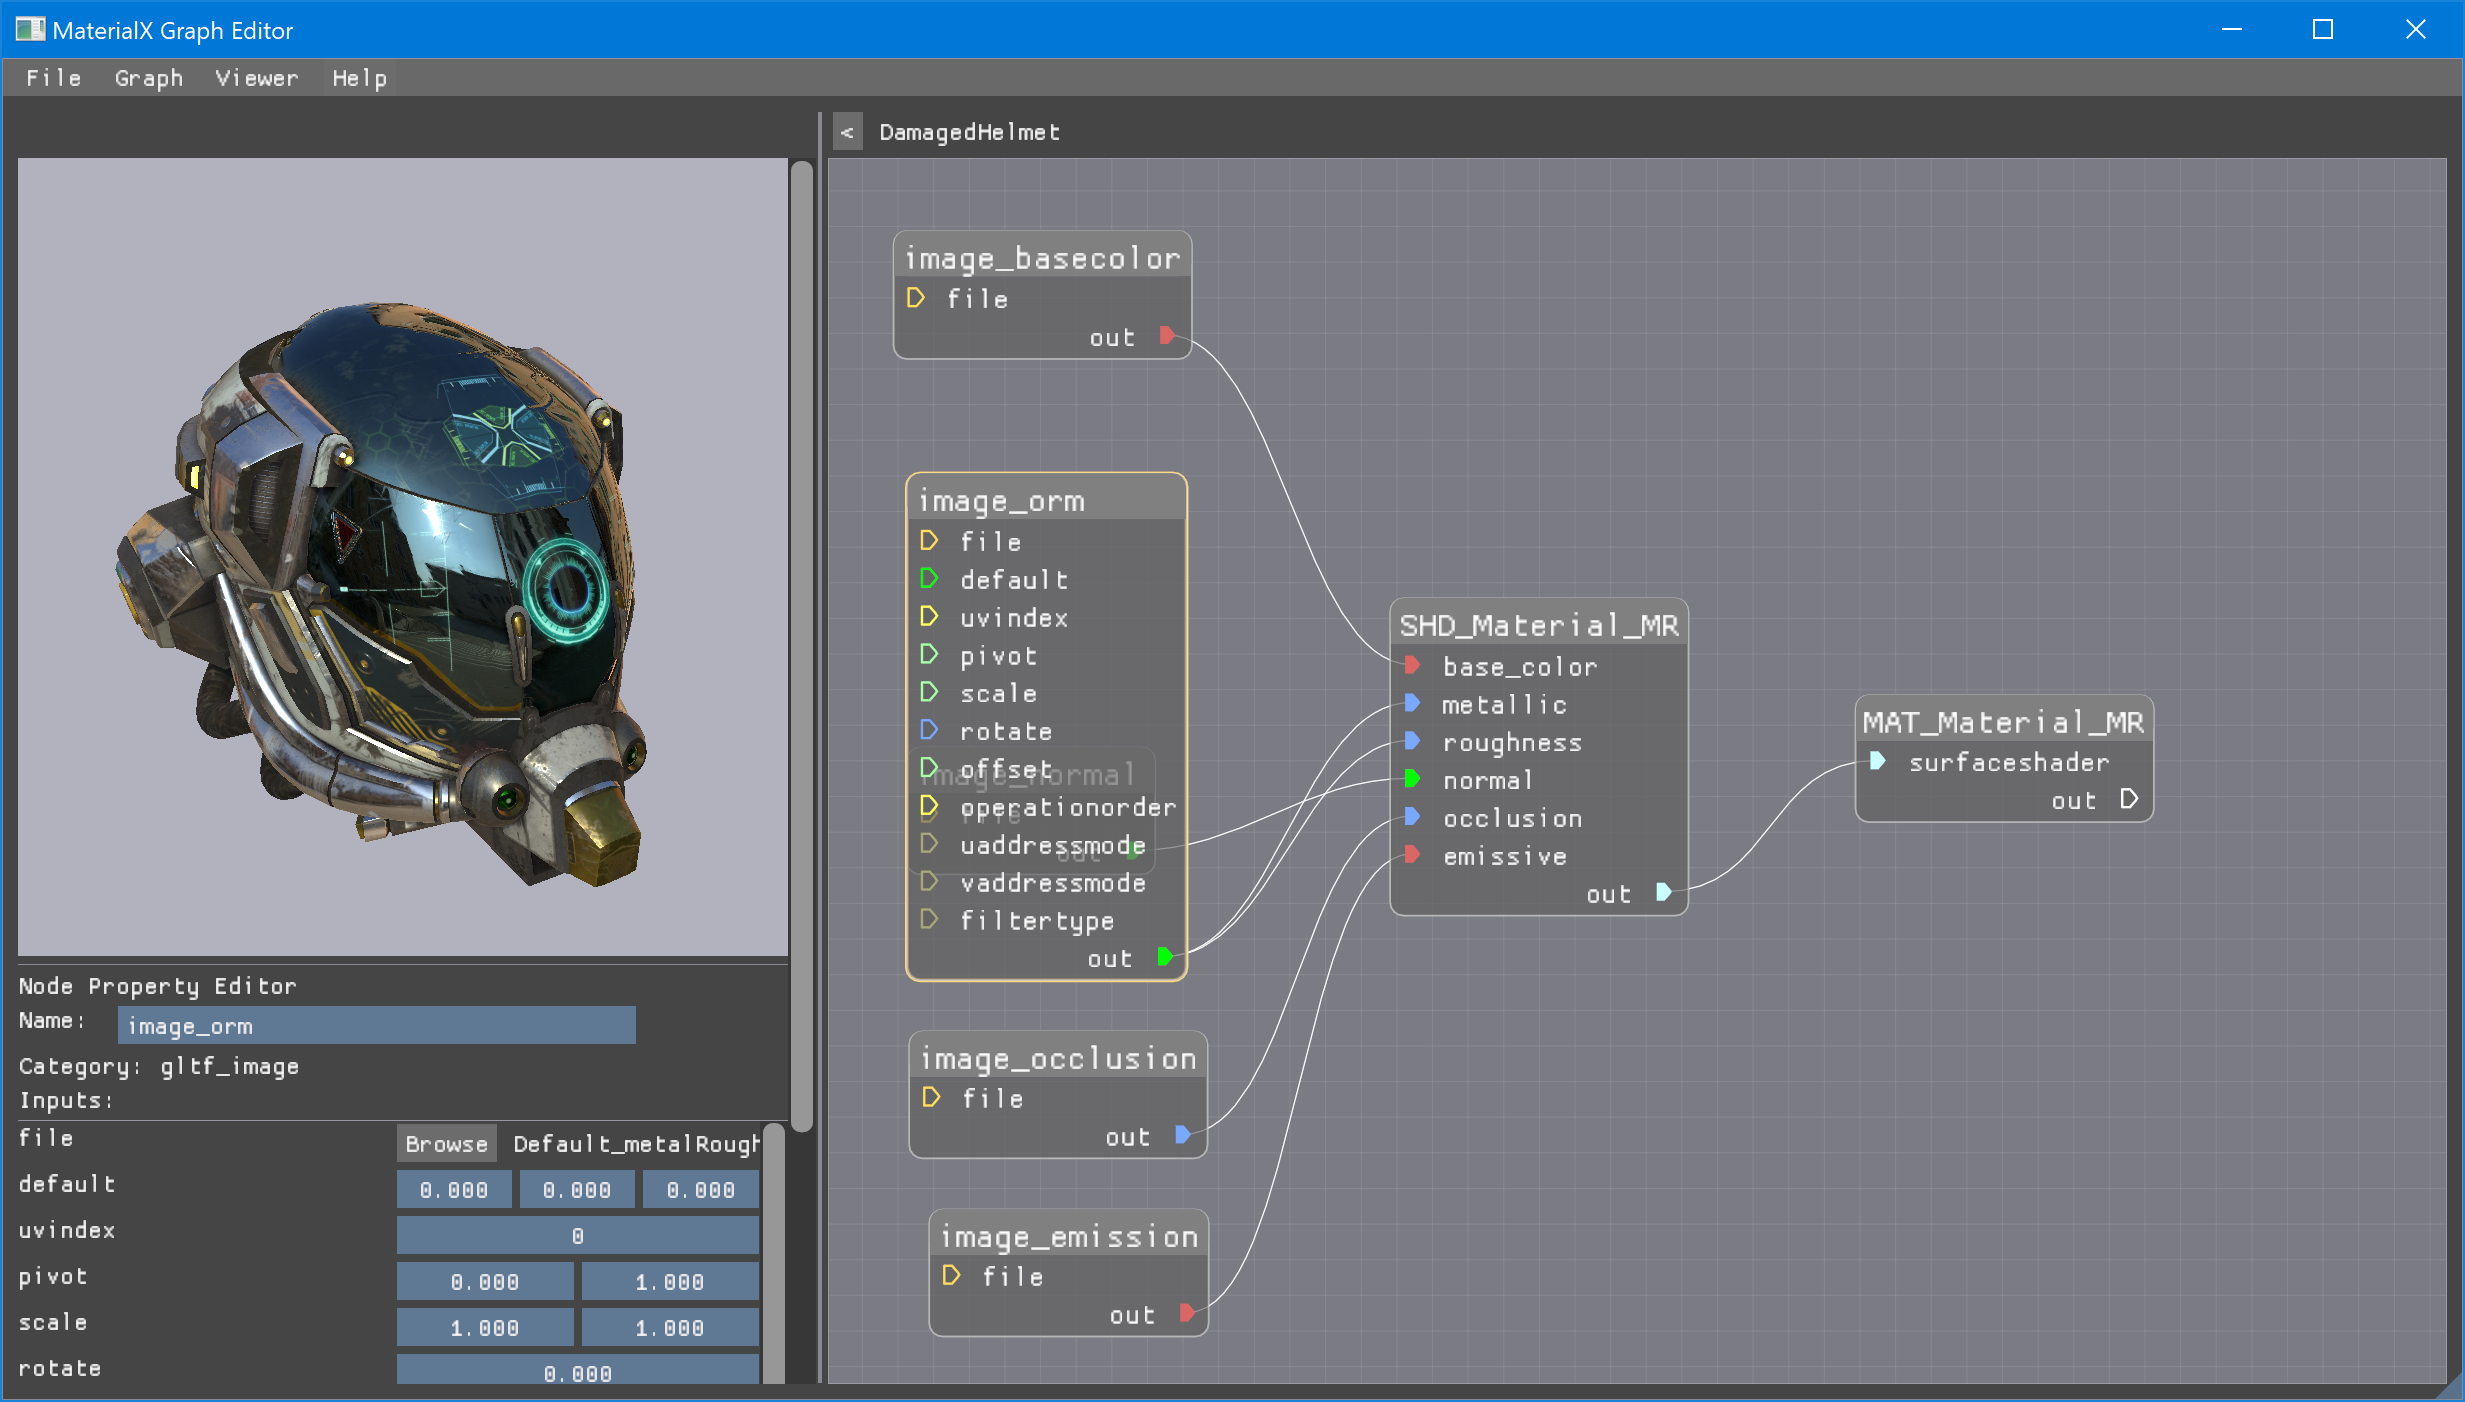 MaterialX Graph Editor
File Graph Viewer Help
< DamagedHelmet
image_basecolor
file
out
image_orm
file
default
uvindex
pivot
scale
rotate
offset
image_normal
operationorder
file
uaddressmode
out
vaddressmode
filtertype
out
image_occlusion
file
out
image_emission
file
out
SHD_Material_MR
base_color
metallic
roughness
normal
occlusion
emissive
out
MAT_Material_MR
surfaceshader
out
Node Property Editor
Name: image_orm
Category: gltf_image
Inputs:
file Browse Default_metalRough
default 0.000 0.000 0.000
uvindex 0
pivot 0.000 1.000
scale 1.000 1.000
rotate 0.000